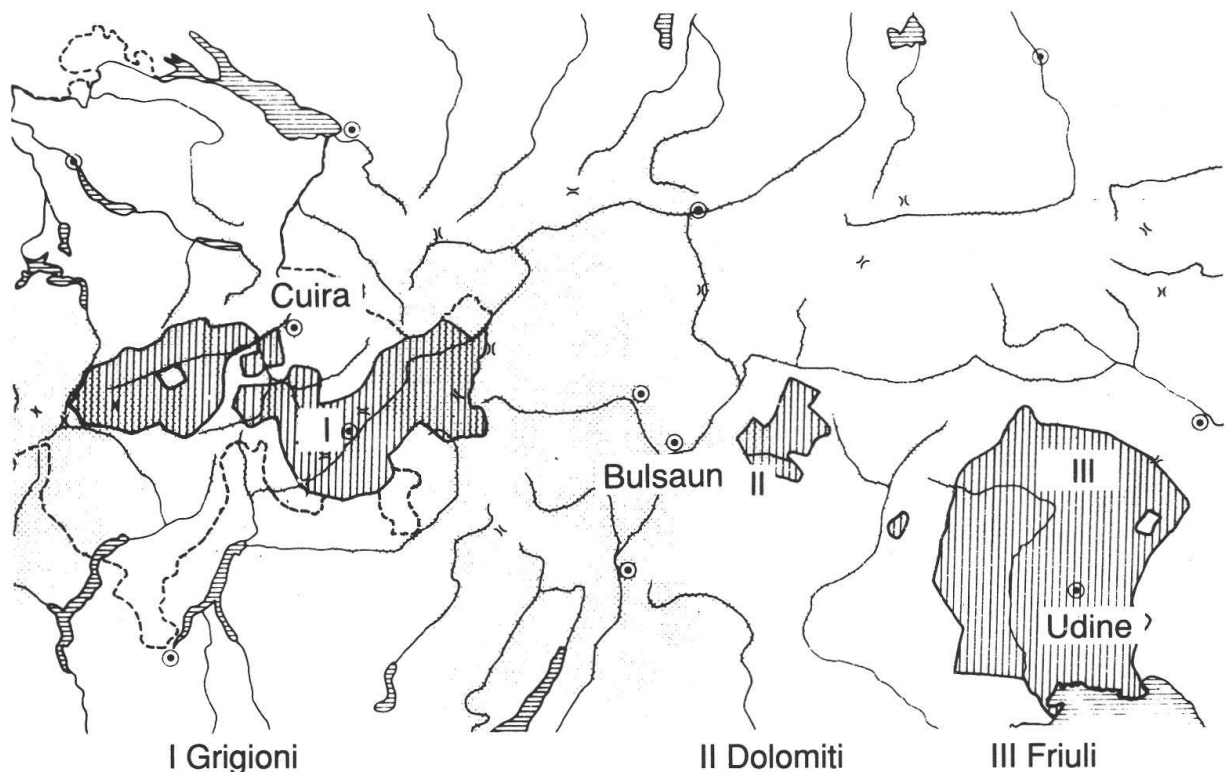 Cuira
I
III
Bulsaun
II
Udine
I Grigioni
II Dolomiti
III Friuli